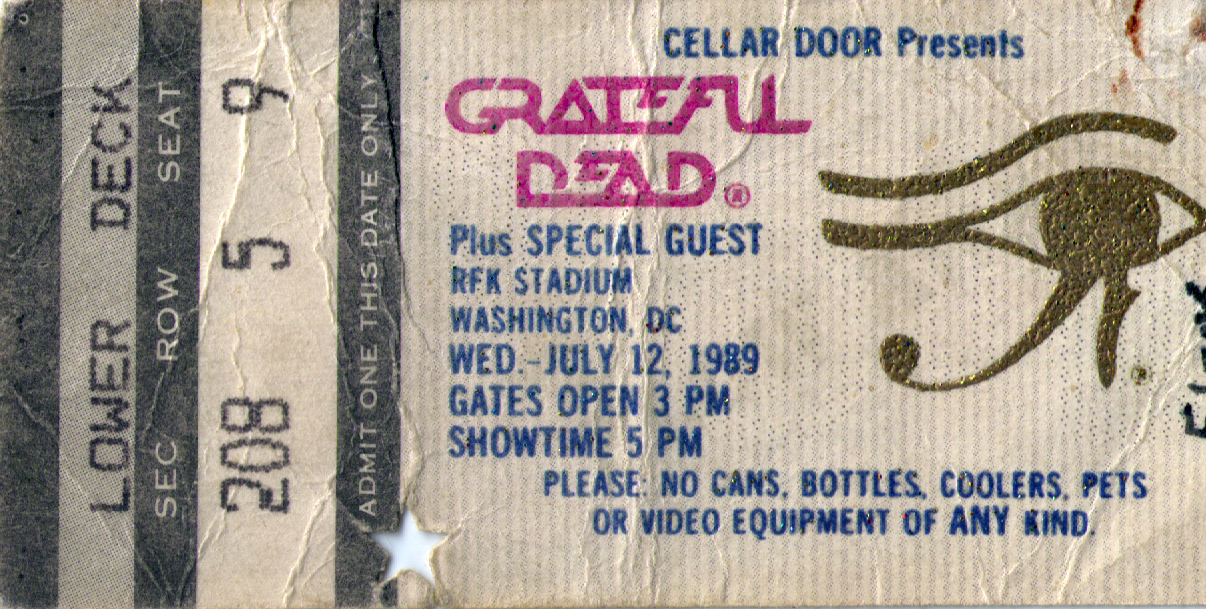 LOWER DECK
SEC ROW SEAT
208 5 9
ADMIT ONE THIS DATE ONLY
CELLAR DOOR Presents
GRATEFUL
DEAD®
Plus SPECIAL GUEST
RFK STADIUM
WASHINGTON, DC
WED.-JULY 12, 1989
GATES OPEN 3 PM
SHOWTIME 5 PM
PLEASE: NO CANS, BOTTLES, COOLERS, PETS
OR VIDEO EQUIPMENT OF ANY KIND.